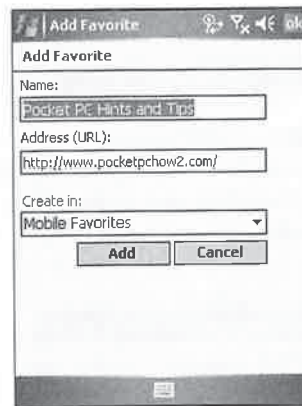 Add Favorite
ok
Add Favorite
Name:
Pocket PC Hints and Tips
Address (URL):
http://www.pocketpchow2.com/
Create in:
Mobile Favorites
Add Cancel